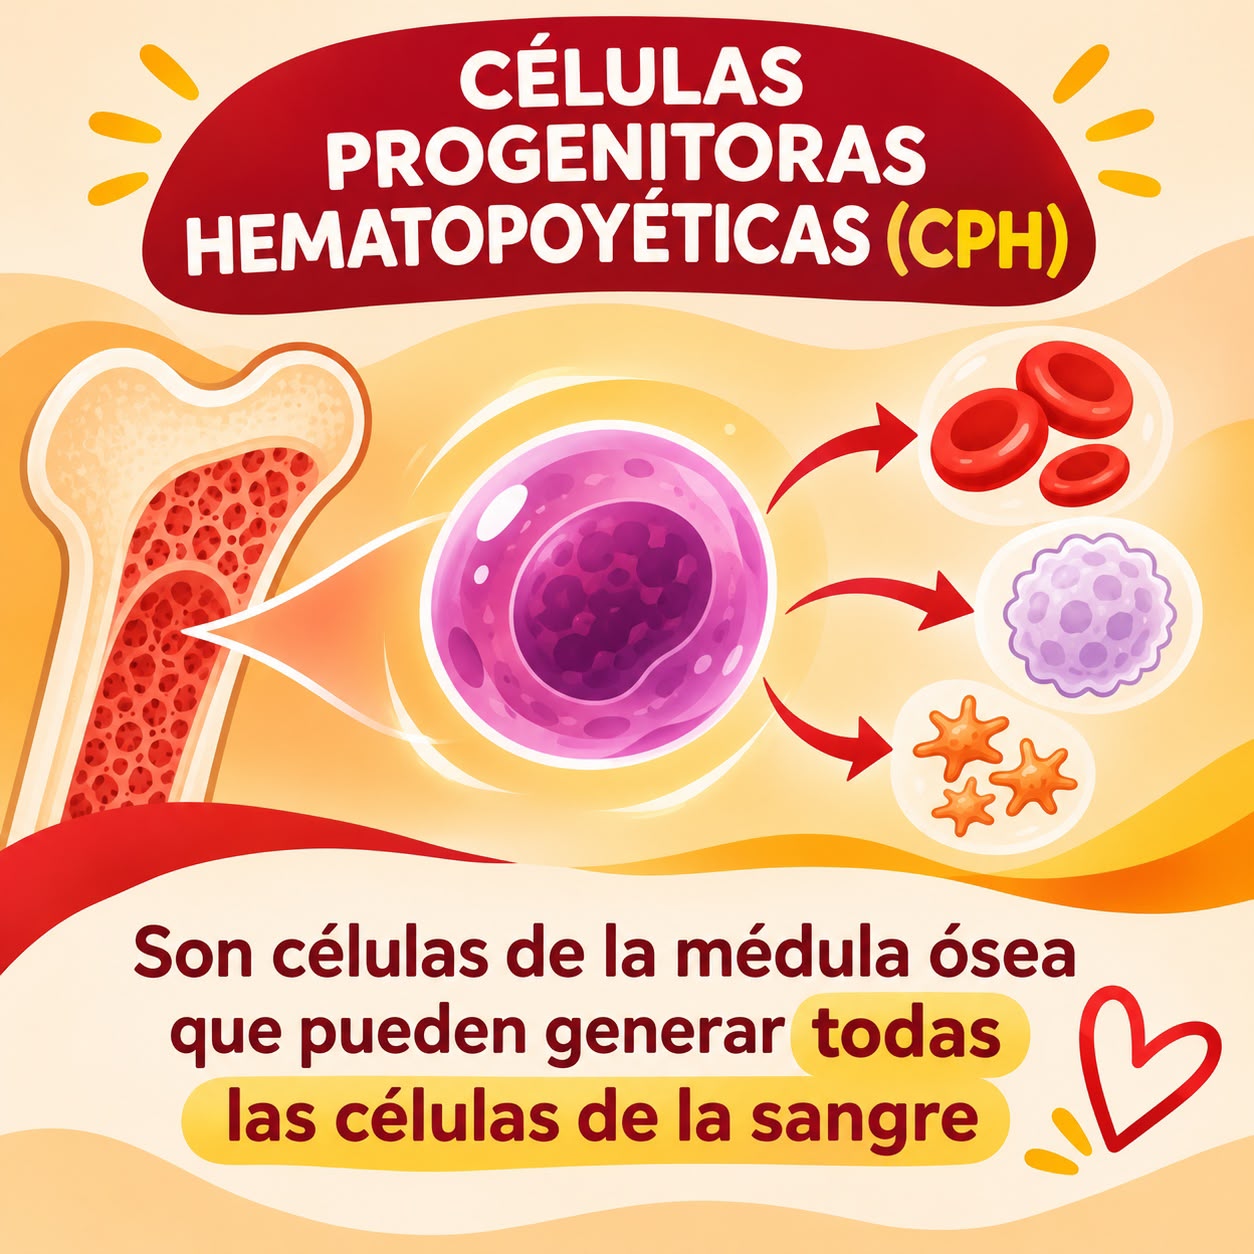 CÉLULAS
PROGENITORAS
HEMATOPOYÉTICAS (CPH)
Son células de la médula ósea
que pueden generar todas
las células de la sangre